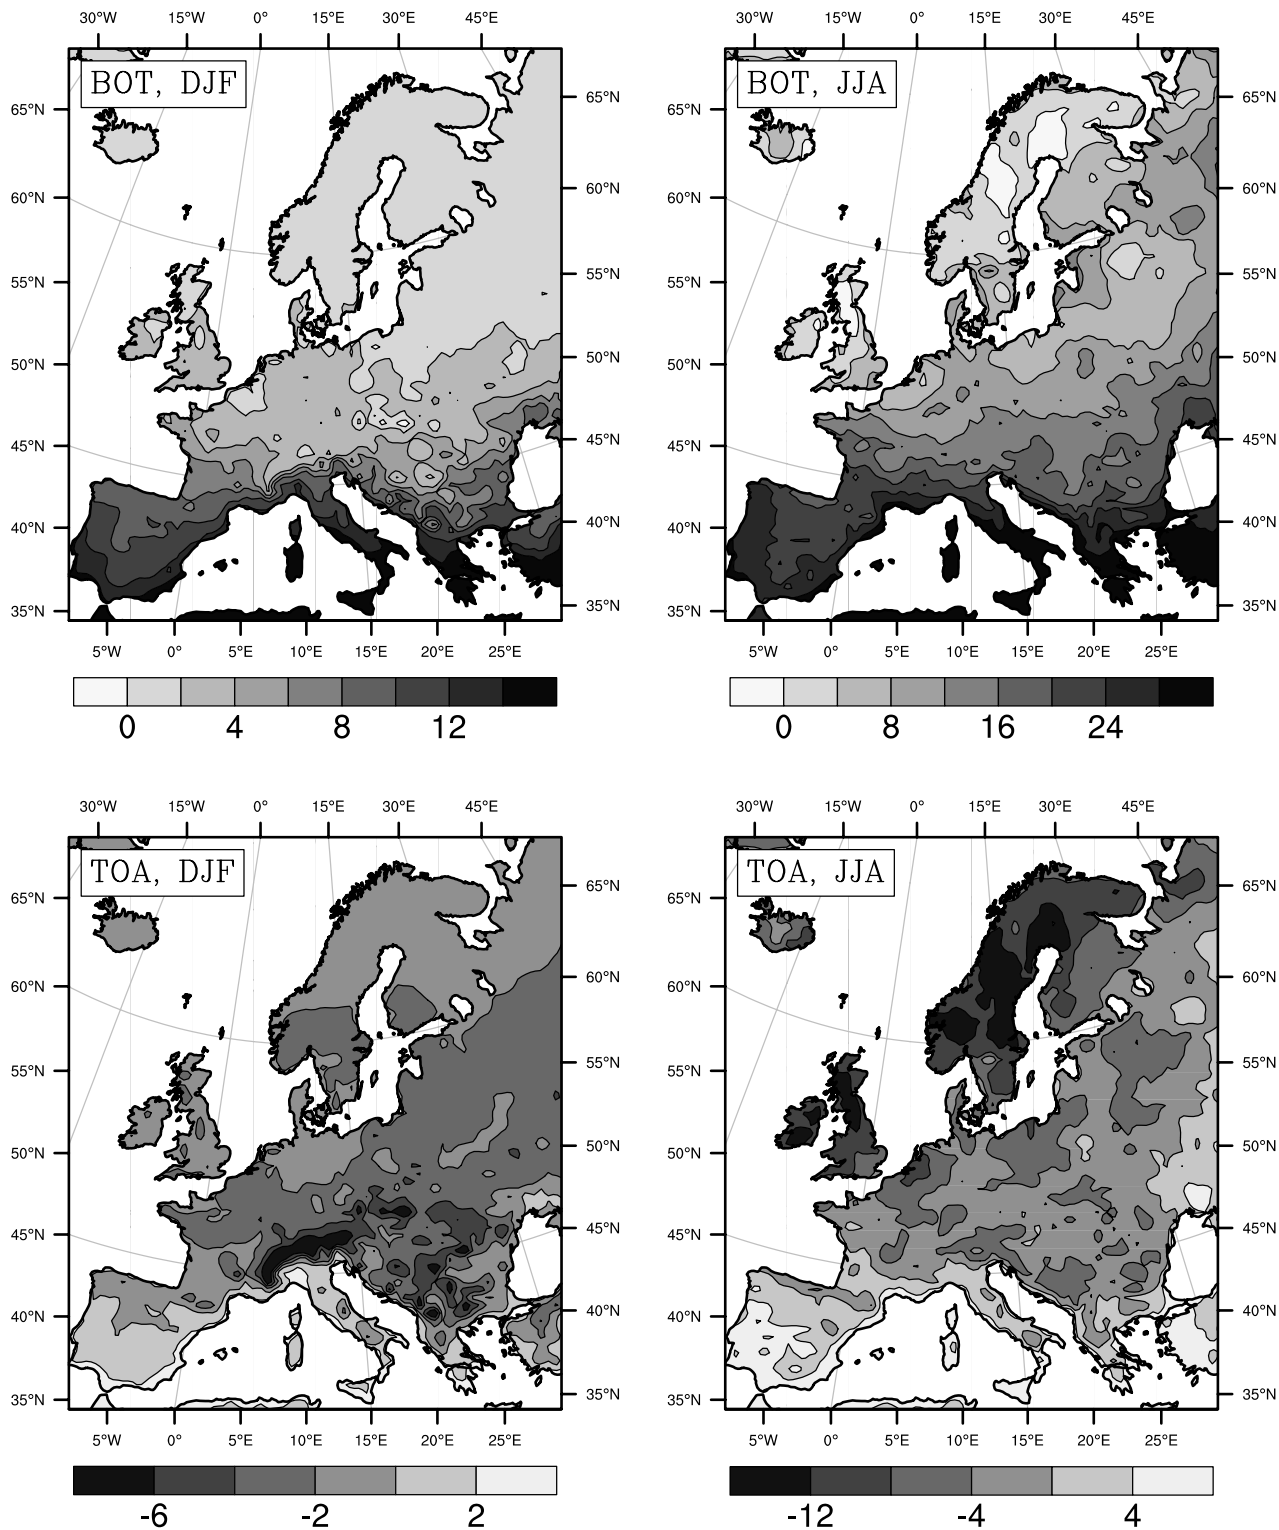 30°W 15°W 0° 15°E 30°E 45°E 30°W 15°W 0° 15°E 30°E 45°E
BOT, DJF BOT, JJA
65°N 65°N 65°N 65°N
60°N 60°N 60°N 60°N
55°N 55°N 55°N 55°N
50°N 50°N 50°N 50°N
45°N 45°N 45°N 45°N
40°N 40°N 40°N 40°N
35°N 35°N 35°N 35°N
5°W 0° 5°E 10°E 15°E 20°E 25°E 5°W 0° 5°E 10°E 15°E 20°E 25°E
0 4 8 12 0 8 16 24
30°W 15°W 0° 15°E 30°E 45°E 30°W 15°W 0° 15°E 30°E 45°E
TOA, DJF TOA, JJA
65°N 65°N 65°N 65°N
60°N 60°N 60°N 60°N
55°N 55°N 55°N 55°N
50°N 50°N 50°N 50°N
45°N 45°N 45°N 45°N
40°N 40°N 40°N 40°N
35°N 35°N 35°N 35°N
5°W 0° 5°E 10°E 15°E 20°E 25°E 5°W 0° 5°E 10°E 15°E 20°E 25°E
-6 -2 2 -12 -4 4